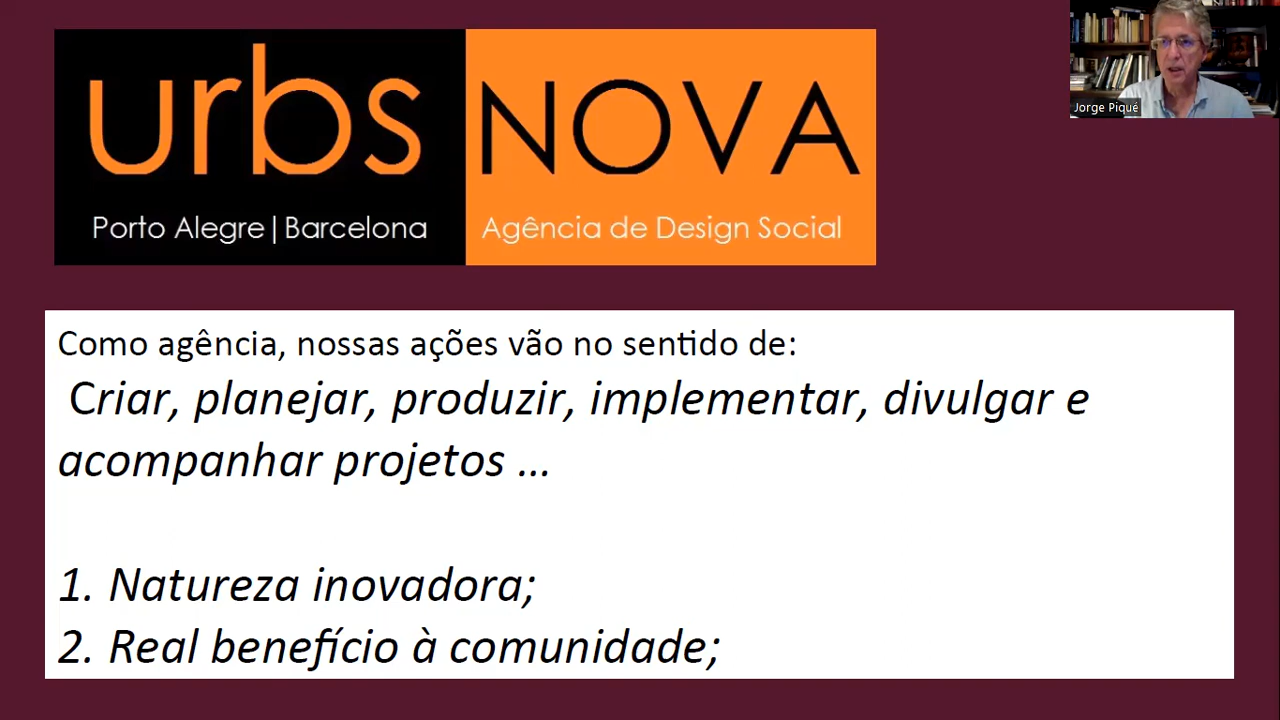 urbs NOVA
Porto Alegre|Barcelona Agência de Design Social
Jorge Piqué
Como agência, nossas ações vão no sentido de:
Criar, planejar, produzir, implementar, divulgar e
acompanhar projetos ...
1. Natureza inovadora;
2. Real benefício à comunidade;